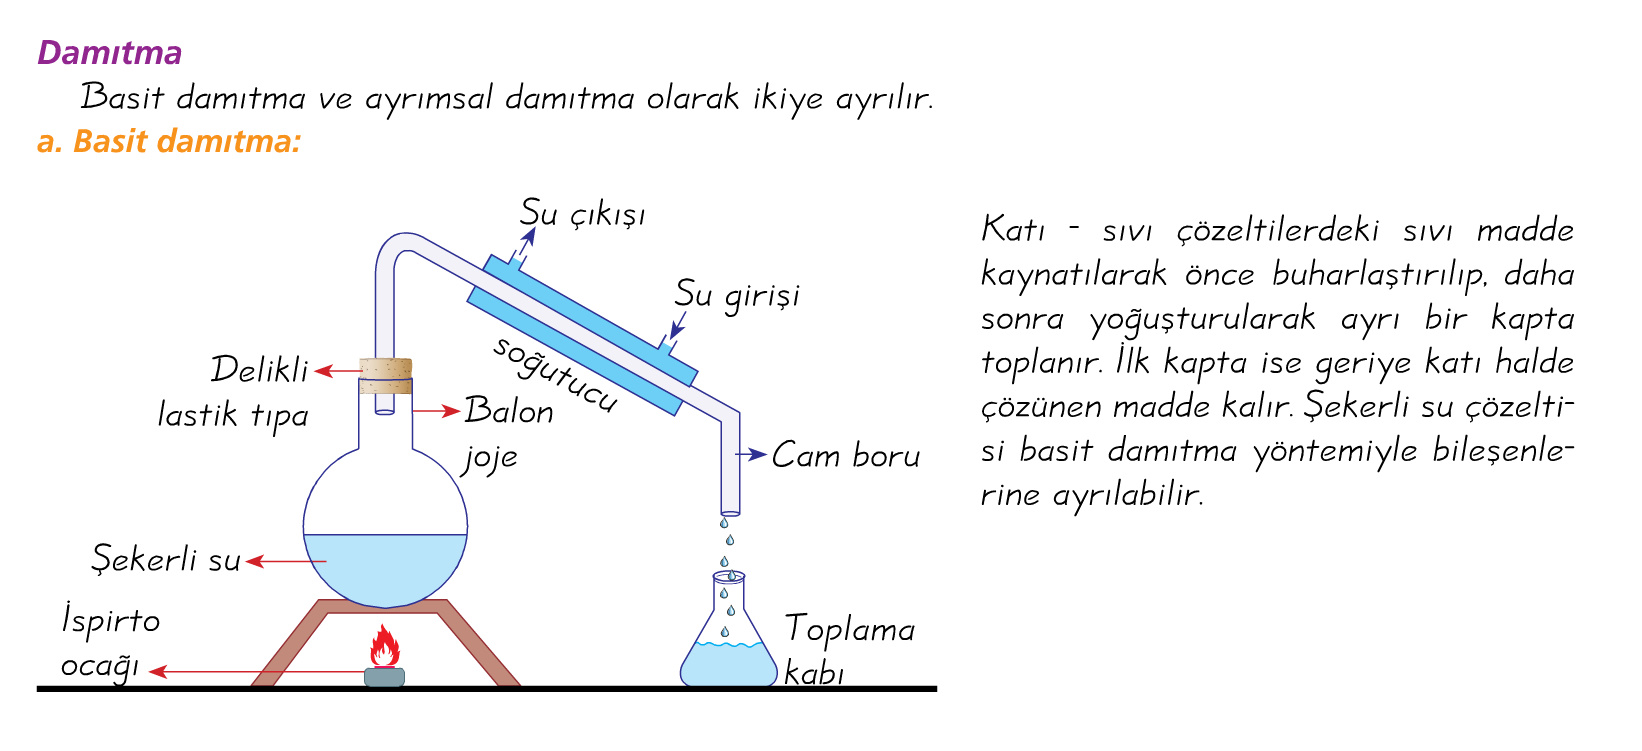 Damıtma
Basit damıtma ve ayrımsal damıtma olarak ikiye ayrılır.
a. Basit damıtma:
Su çıkışı
Su girişi
soğutucu
Delikli
lastik tıpa
Balon
joje
Cam boru
Şekerli su
İspirto
ocağı
Toplama
kabı
Katı - sıvı çözeltilerdeki sıvı madde
kaynatılarak önce buharlaştırılıp, daha
sonra yoğuşturularak ayrı bir kapta
toplanır. İlk kapta ise geriye katı halde
çözünen madde kalır. Şekerli su çözelti-
si basit damıtma yöntemiyle bileşenle-
rine ayrılabilir.